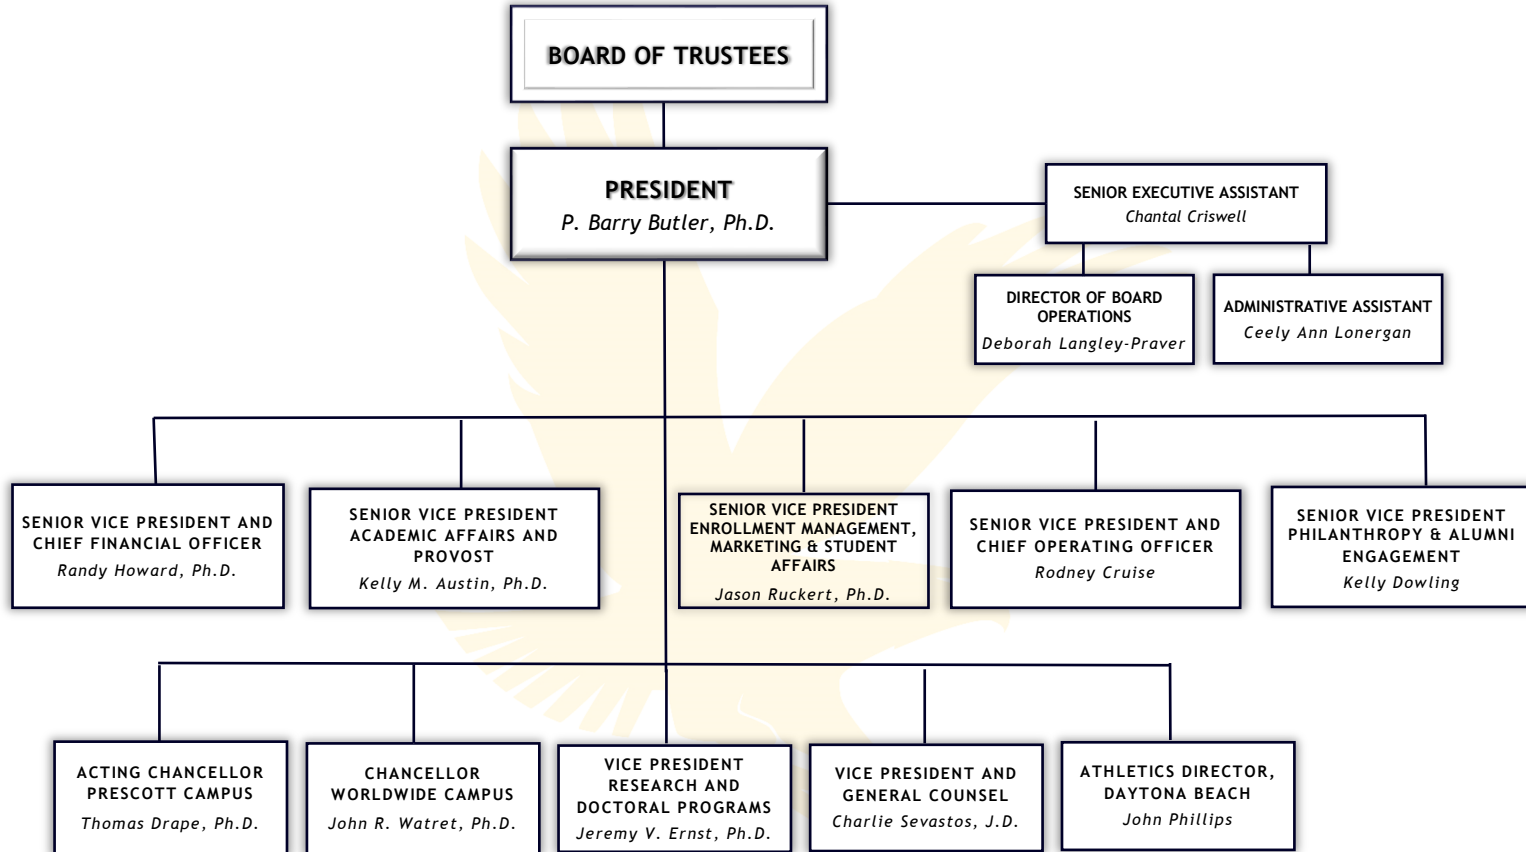 BOARD OF TRUSTEES
PRESIDENT
P. Barry Butler, Ph.D.
SENIOR EXECUTIVE ASSISTANT
Chantal Criswell
DIRECTOR OF BOARD
OPERATIONS
Deborah Langley-Praver
ADMINISTRATIVE ASSISTANT
Ceely Ann Lonergan
SENIOR VICE PRESIDENT AND
CHIEF FINANCIAL OFFICER
Randy Howard, Ph.D.
SENIOR VICE PRESIDENT
ACADEMIC AFFAIRS AND
PROVOST
Kelly M. Austin, Ph.D.
SENIOR VICE PRESIDENT
ENROLLMENT MANAGEMENT,
MARKETING & STUDENT
AFFAIRS
Jason Ruckert, Ph.D.
SENIOR VICE PRESIDENT AND
CHIEF OPERATING OFFICER
Rodney Cruise
SENIOR VICE PRESIDENT
PHILANTHROPY & ALUMNI
ENGAGEMENT
Kelly Dowling
ACTING CHANCELLOR
PRESCOTT CAMPUS
Thomas Drape, Ph.D.
CHANCELLOR
WORLDWIDE CAMPUS
John R. Watret, Ph.D.
VICE PRESIDENT
RESEARCH AND
DOCTORAL PROGRAMS
Jeremy V. Ernst, Ph.D.
VICE PRESIDENT AND
GENERAL COUNSEL
Charlie Sevastos, J.D.
ATHLETICS DIRECTOR,
DAYTONA BEACH
John Phillips